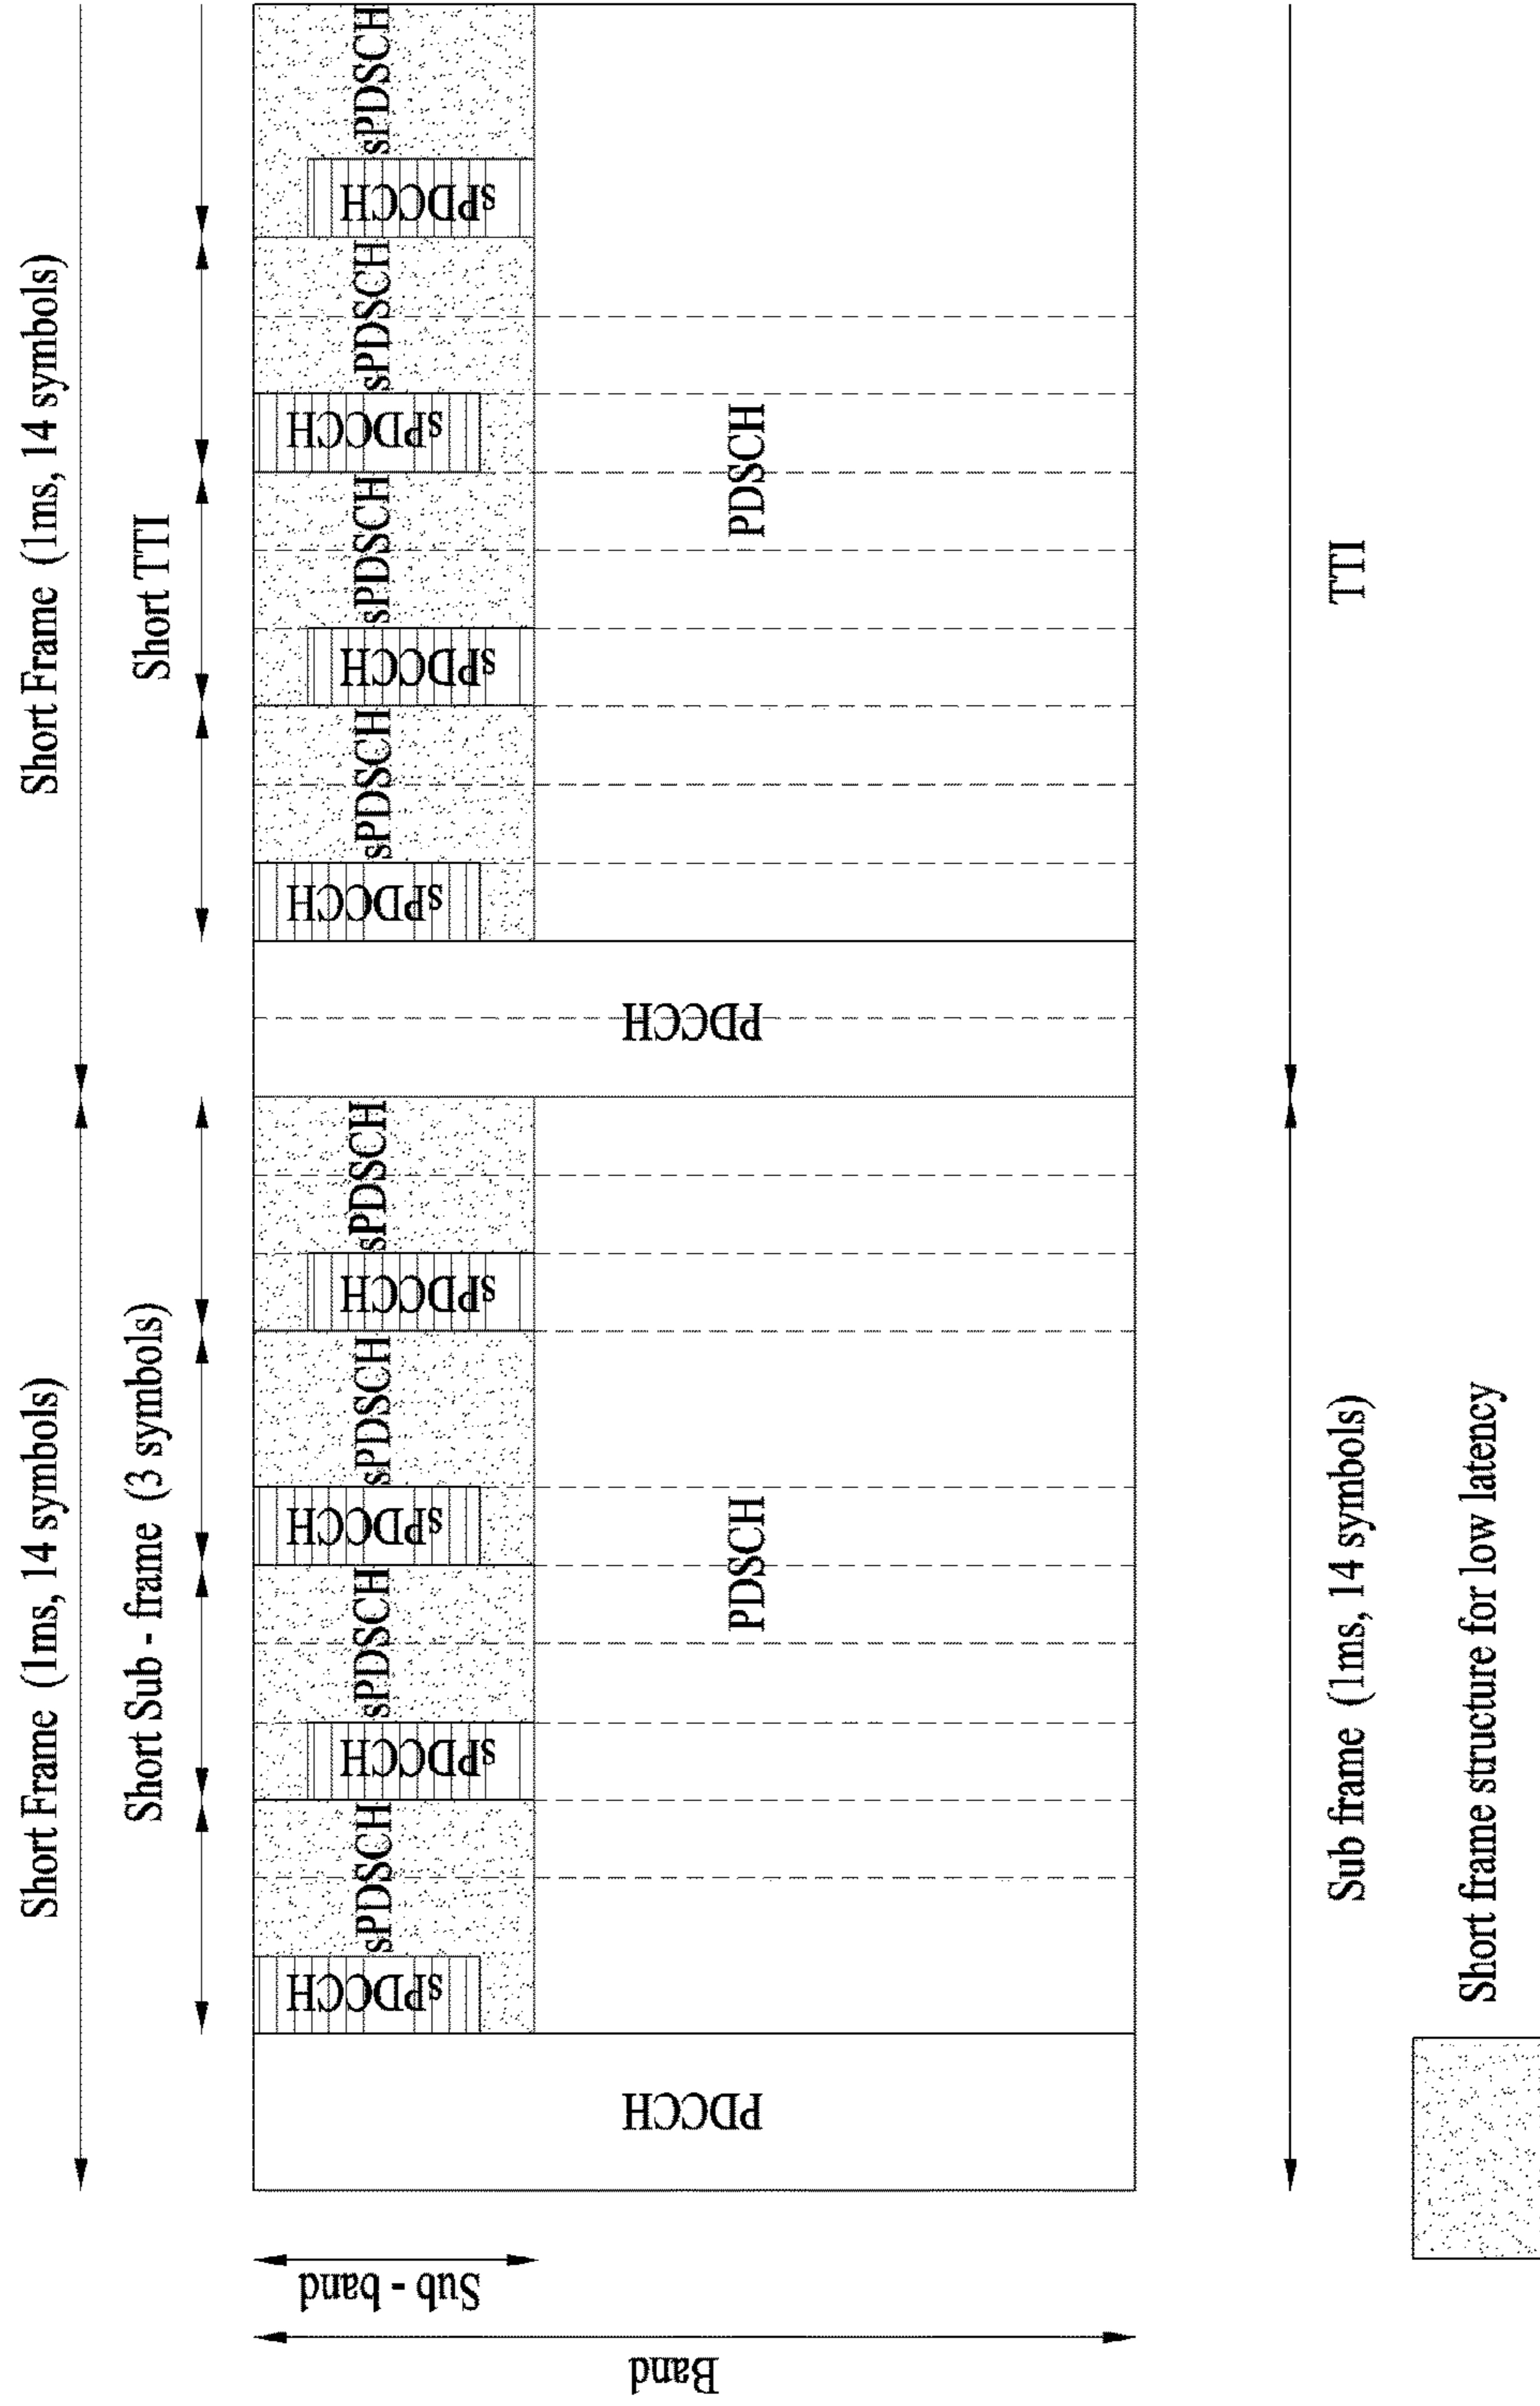 Short Frame (1ms, 14 symbols)
Short Frame (1ms, 14 symbols)
Short Sub - frame (3 symbols)
Short TTI
Band
Sub - band
PDCCH
sPDCCH
sPDSCH
sPDCCH
sPDSCH
sPDCCH
sPDSCH
sPDCCH
sPDSCH
PDSCH
PDCCH
sPDCCH
sPDSCH
sPDCCH
sPDSCH
sPDCCH
sPDSCH
sPDCCH
sPDSCH
PDSCH
Sub frame (1ms, 14 symbols)
TTI
Short frame structure for low latency